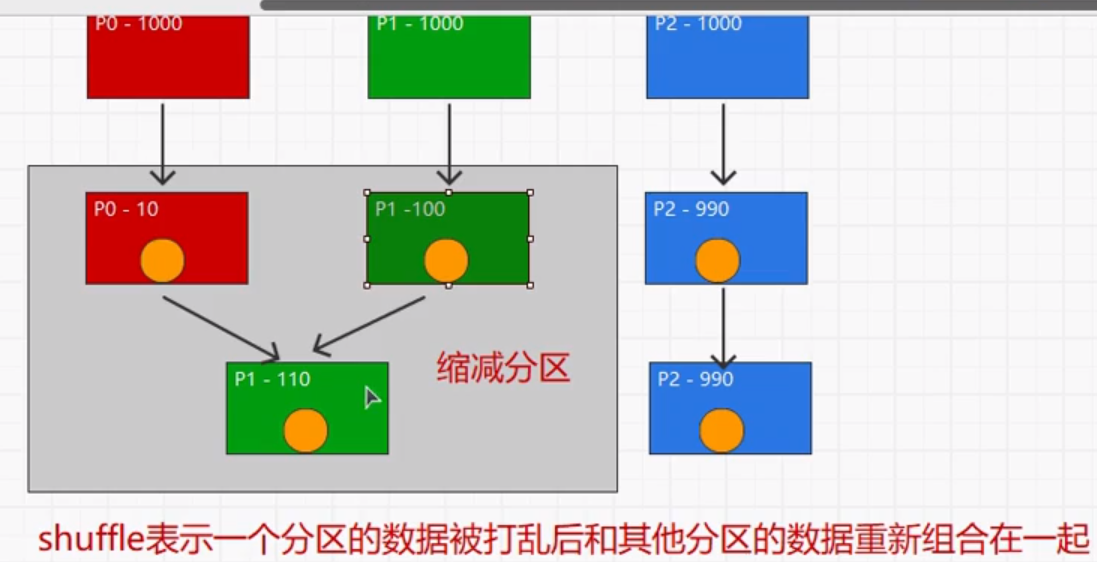 P0 - 1000
P1 - 1000
P2 - 1000
P0 - 10
P1 -100
P2 - 990
缩减分区
P1 - 110
P2 - 990
shuffle表示一个分区的数据被打乱后和其他分区的数据重新组合在一起